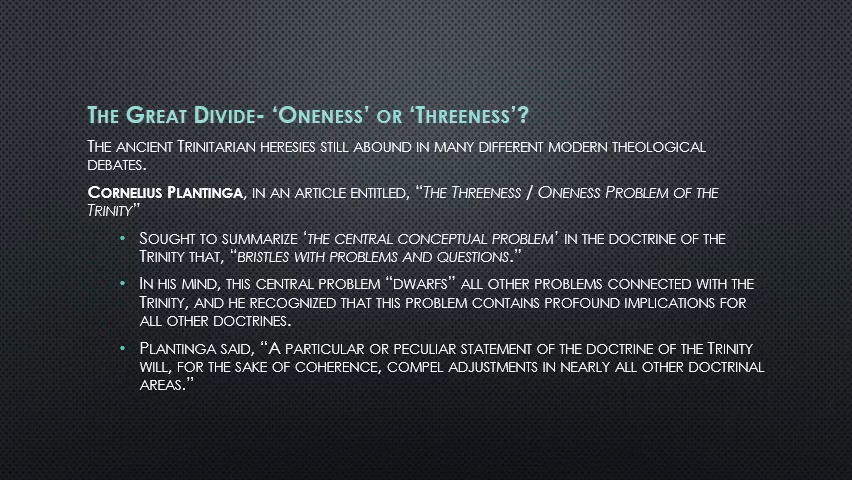 The Great Divide- ‘Oneness’ or ‘Threeness’?
The ancient Trinitarian heresies still abound in many different modern theological
debates.
Cornelius Plantinga, in an article entitled, “The Threeness / Oneness Problem of the
Trinity”
• Sought to summarize ‘the central conceptual problem’ in the doctrine of the
Trinity that, “bristles with problems and questions.”
• In his mind, this central problem “dwarfs” all other problems connected with the
Trinity, and he recognized that this problem contains profound implications for
all other doctrines.
• Plantinga said, “A particular or peculiar statement of the doctrine of the Trinity
will, for the sake of coherence, compel adjustments in nearly all other doctrinal
areas.”